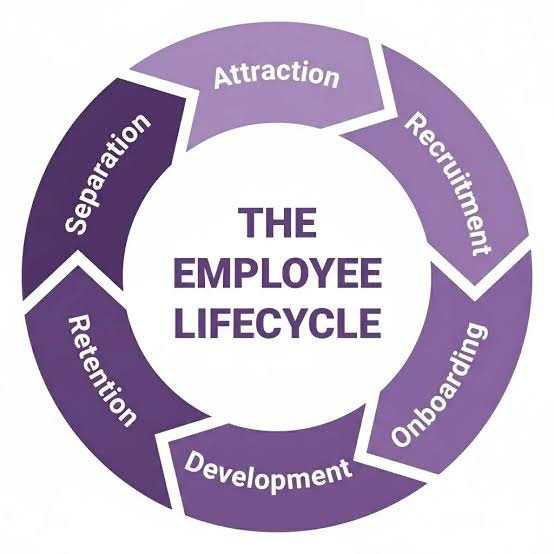 THE
EMPLOYEE
LIFECYCLE
Attraction
Recruitment
Onboarding
Development
Retention
Separation